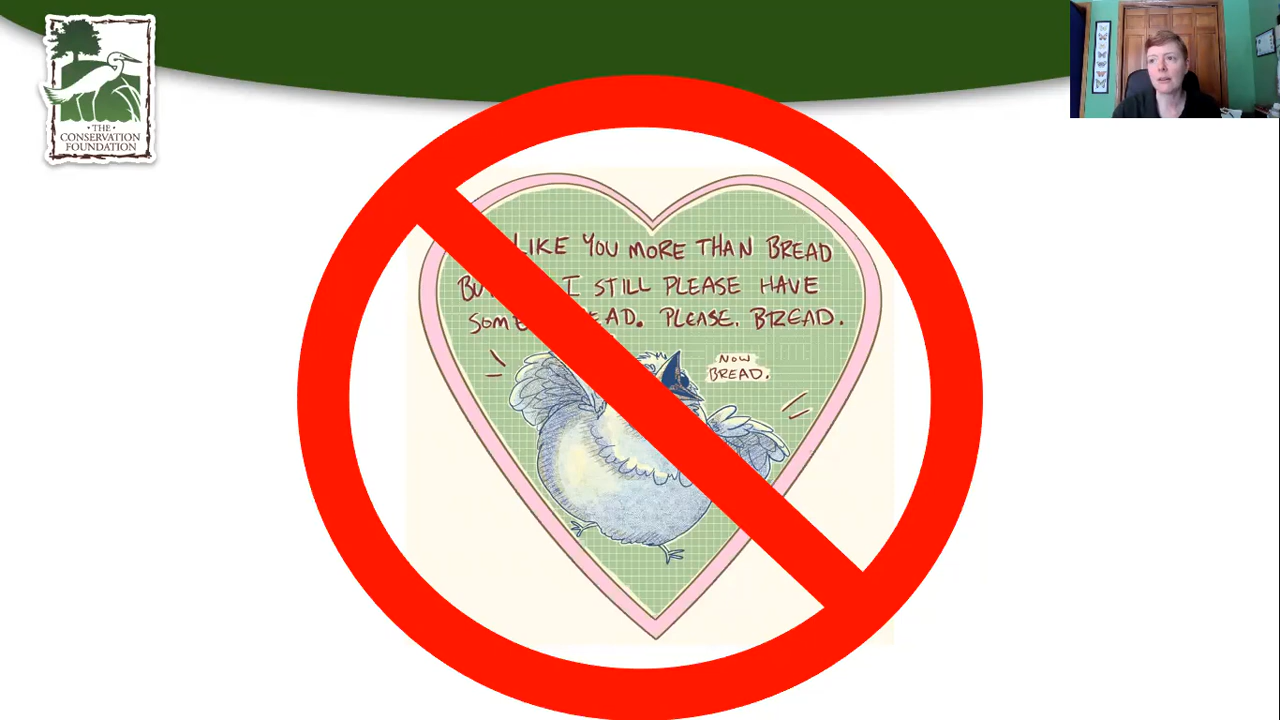 • THE •
CONSERVATION
FOUNDATION
LIKE YOU MORE THAN BREAD
I STILL PLEASE HAVE
PLEASE. BREAD.
NOW
BREAD.